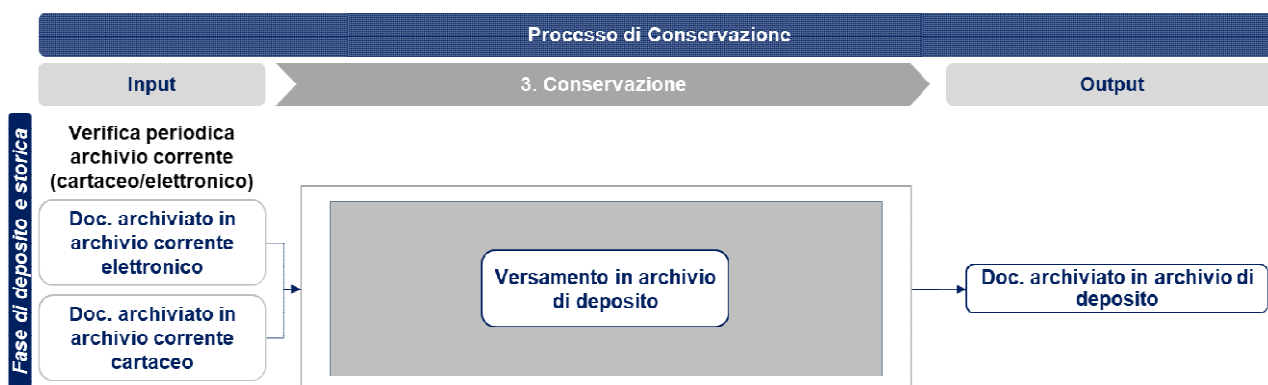 Processo di Conservazione
Input
3. Conservazione
Output
Fase di deposito e storica
Verifica periodica
archivio corrente
(cartaceo/elettronico)
Doc. archiviato in
archivio corrente
elettronico
Doc. archiviato in
archivio corrente
cartaceo
Versamento in archivio
di deposito
Doc. archiviato in archivio di
deposito